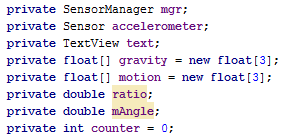 private SensorManager mgr;
private Sensor accelerometer;
private TextView text;
private float[] gravity = new float[3];
private float[] motion = new float[3];
private double ratio;
private double mAngle;
private int counter = 0;